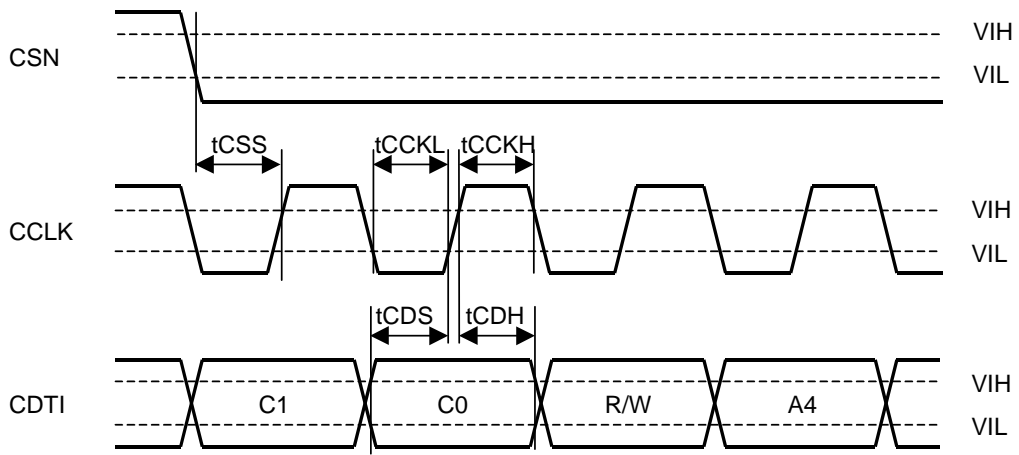 CSN
VIH
VIL
tCSS
tCCKL
tCCKH
CCLK
VIH
VIL
tCDS
tCDH
CDTI
C1
C0
R/W
A4
VIH
VIL